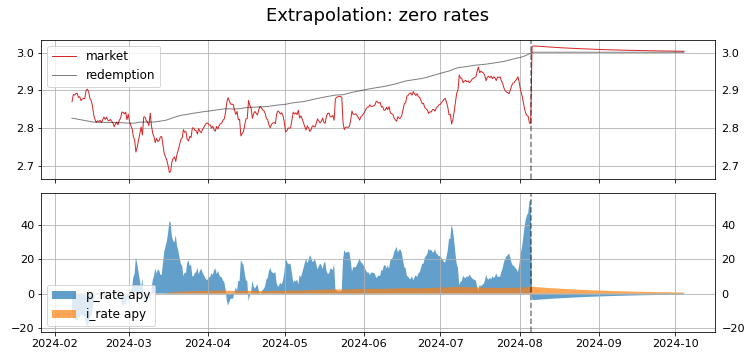 Extrapolation: zero rates
market
redemption
3.0 3.0
2.9 2.9
2.8 2.8
2.7 2.7
40 40
20 20
0 0
−20 −20
p_rate apy
i_rate apy
2024-02 2024-03 2024-04 2024-05 2024-06 2024-07 2024-08 2024-09 2024-10